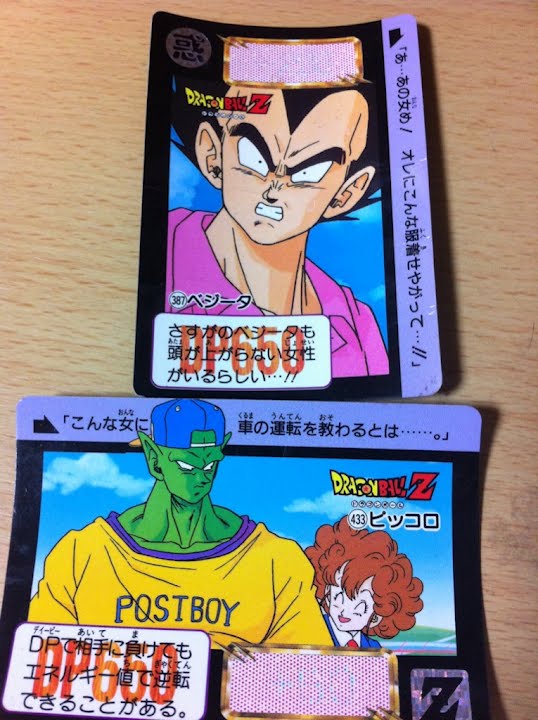 惑
「あ…あの女め! オレにこんな服着せやがって…!!」
DRAGON BALL Z
387 ベジータ
さすがのベジータも
頭が上がらない女性
がいるらしい…!!
DP650
「こんな女に 車の運転を教わるとは……。」
DRAGON BALL Z
433 ピッコロ
POSTBOY
DPで相手に負けても
エネルギー値で逆転
できることがある。
DP650
Z